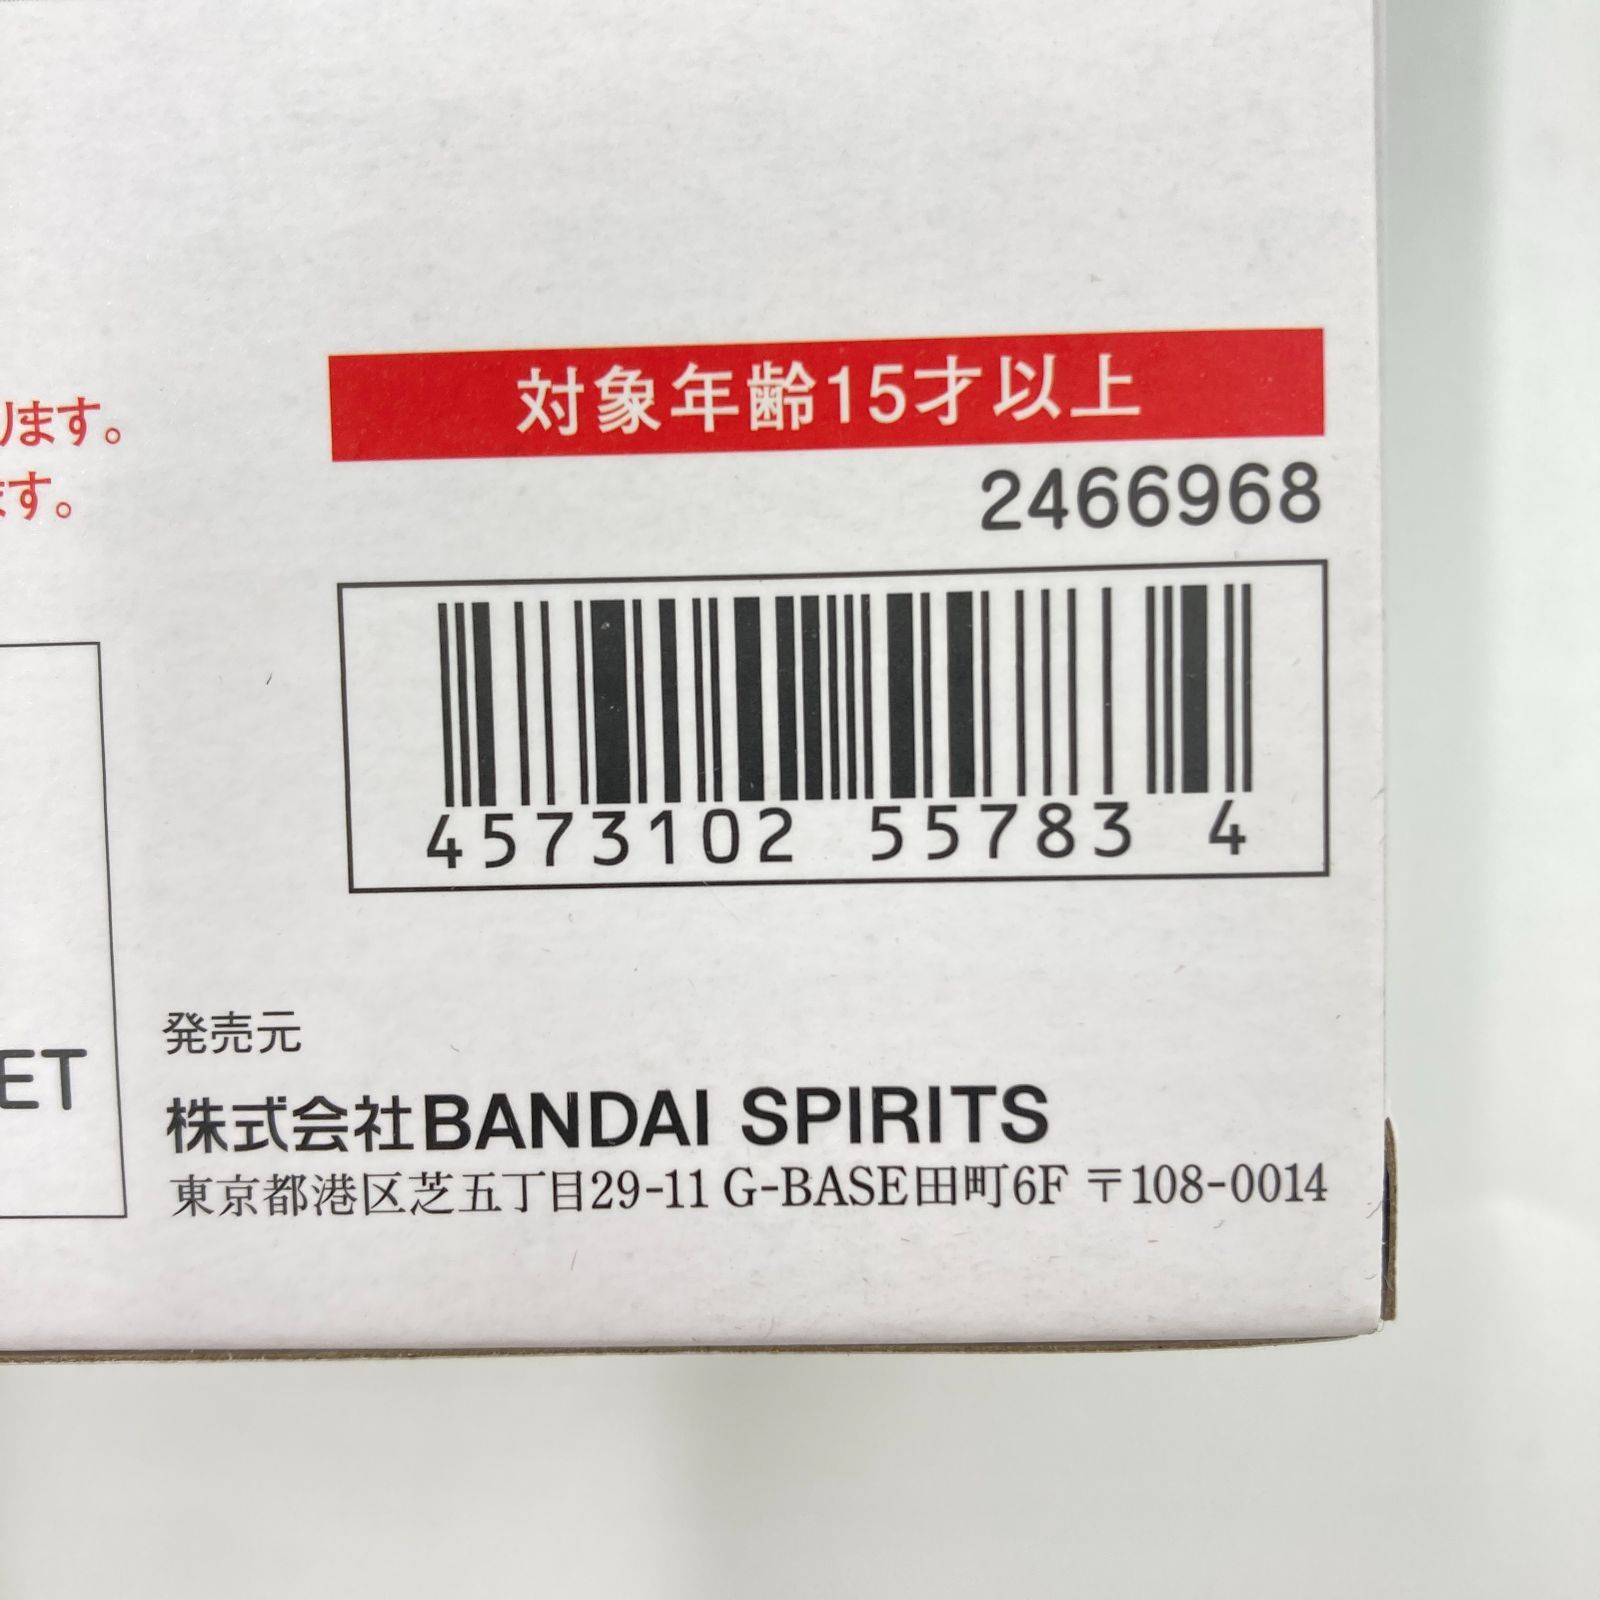 対象年齢15才以上
ります。
ます。
2466968
4573102 55783 4
発売元
ET
株式会社BANDAI SPIRITS
東京都港区芝五丁目29-11 G-BASE田町6F 〒108-0014